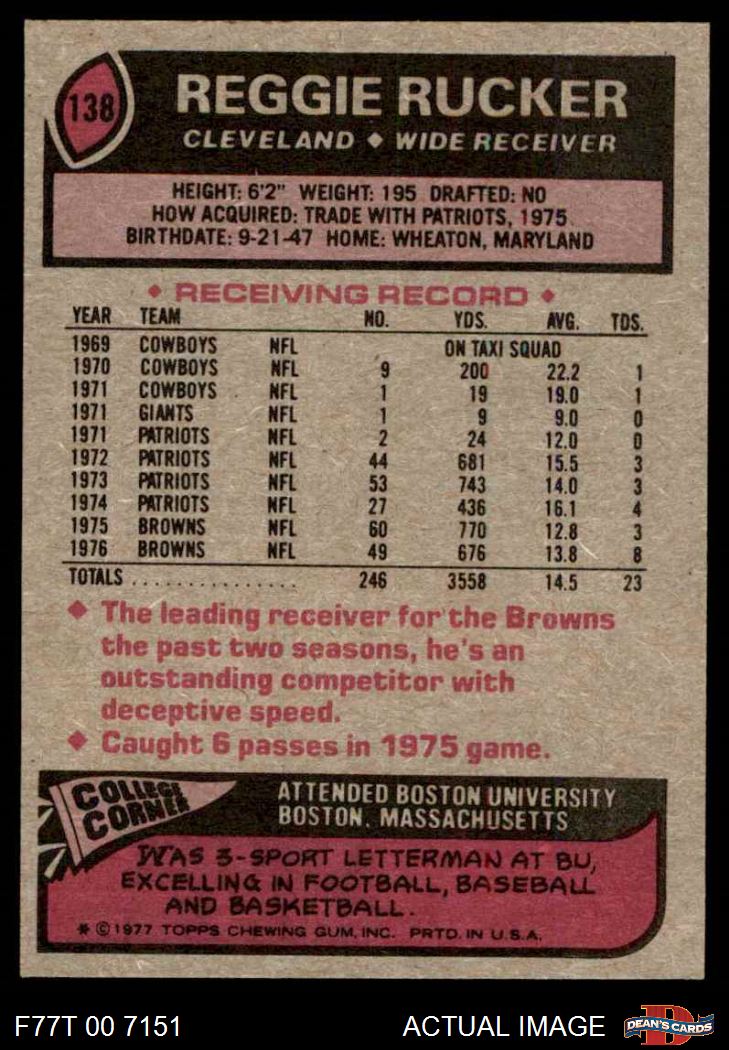 138
REGGIE RUCKER
CLEVELAND ♦ WIDE RECEIVER
HEIGHT: 6'2" WEIGHT: 195 DRAFTED: NO
HOW ACQUIRED: TRADE WITH PATRIOTS, 1975
BIRTHDATE: 9-21-47 HOME: WHEATON, MARYLAND
♦ RECEIVING RECORD ♦
YEAR TEAM NO. YDS. AVG. TDS.
1969 COWBOYS NFL ON TAXI SQUAD
1970 COWBOYS NFL 9 200 22.2 1
1971 COWBOYS NFL 1 19 19.0 1
1971 GIANTS NFL 1 9 9.0 0
1971 PATRIOTS NFL 2 24 12.0 0
1972 PATRIOTS NFL 44 681 15.5 3
1973 PATRIOTS NFL 53 743 14.0 3
1974 PATRIOTS NFL 27 436 16.1 4
1975 BROWNS NFL 60 770 12.8 3
1976 BROWNS NFL 49 676 13.8 8
TOTALS ................ 246 3558 14.5 23
♦ The leading receiver for the Browns
the past two seasons, he's an
outstanding competitor with
deceptive speed.
♦ Caught 6 passes in 1975 game.
COLLEGE
CORNER
ATTENDED BOSTON UNIVERSITY
BOSTON, MASSACHUSETTS
WAS 3-SPORT LETTERMAN AT BU,
EXCELLING IN FOOTBALL, BASEBALL
AND BASKETBALL.
* © 1977 TOPPS CHEWING GUM, INC. PRTD. IN U.S.A.
F77T 00 7151 ACTUAL IMAGE
D
DEAN'S CARDS